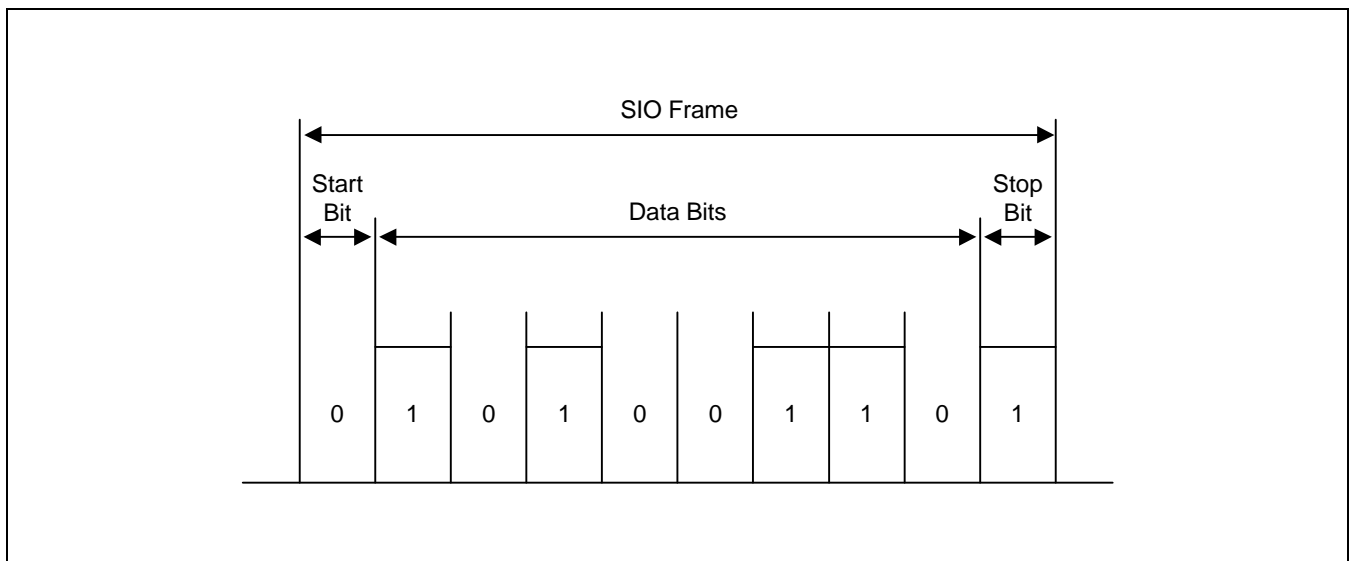 SIO Frame
Start
Bit
Data Bits
Stop
Bit
0 1 0 1 0 0 1 1 0 1